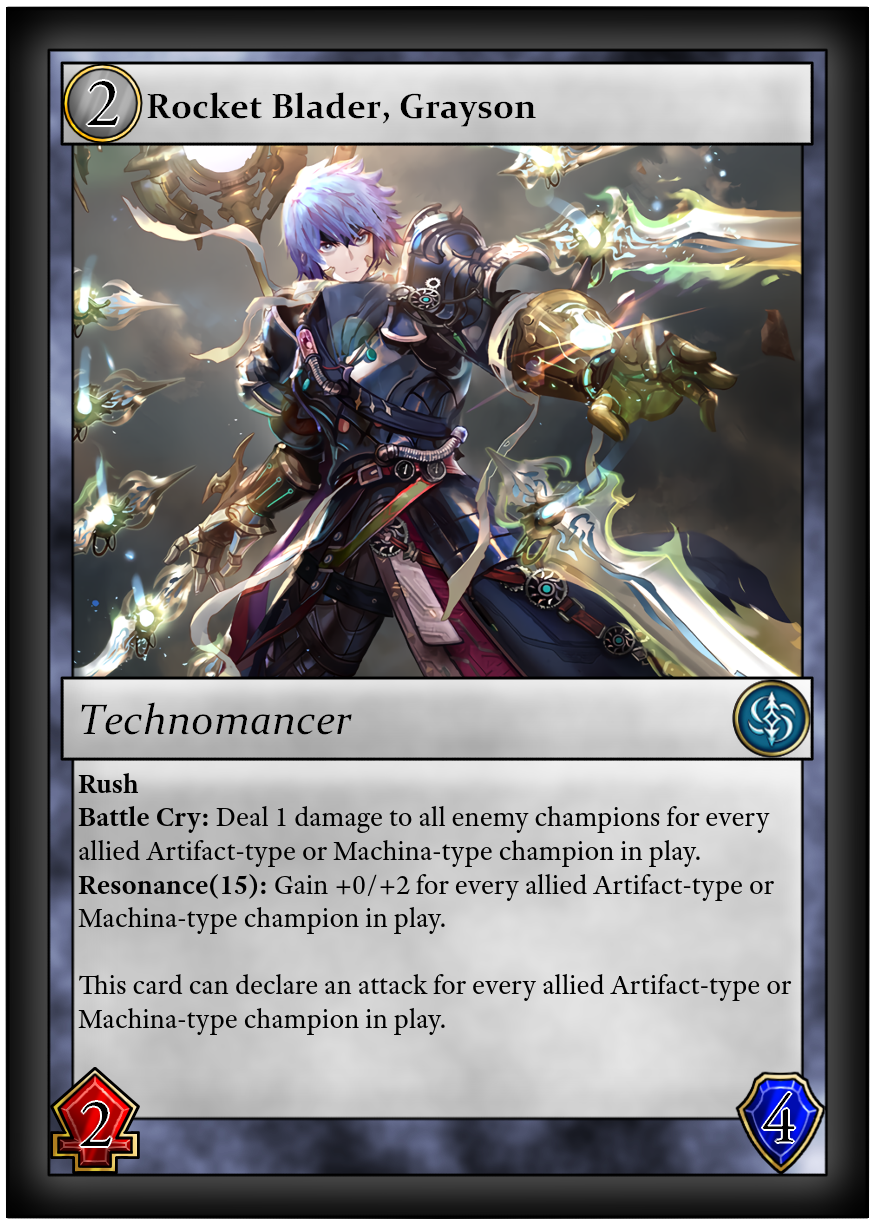 2
Rocket Blader, Grayson
Technomancer
Rush
Battle Cry: Deal 1 damage to all enemy champions for every
allied Artifact-type or Machina-type champion in play.
Resonance(15): Gain +0/+2 for every allied Artifact-type or
Machina-type champion in play.
This card can declare an attack for every allied Artifact-type or
Machina-type champion in play.
2
4